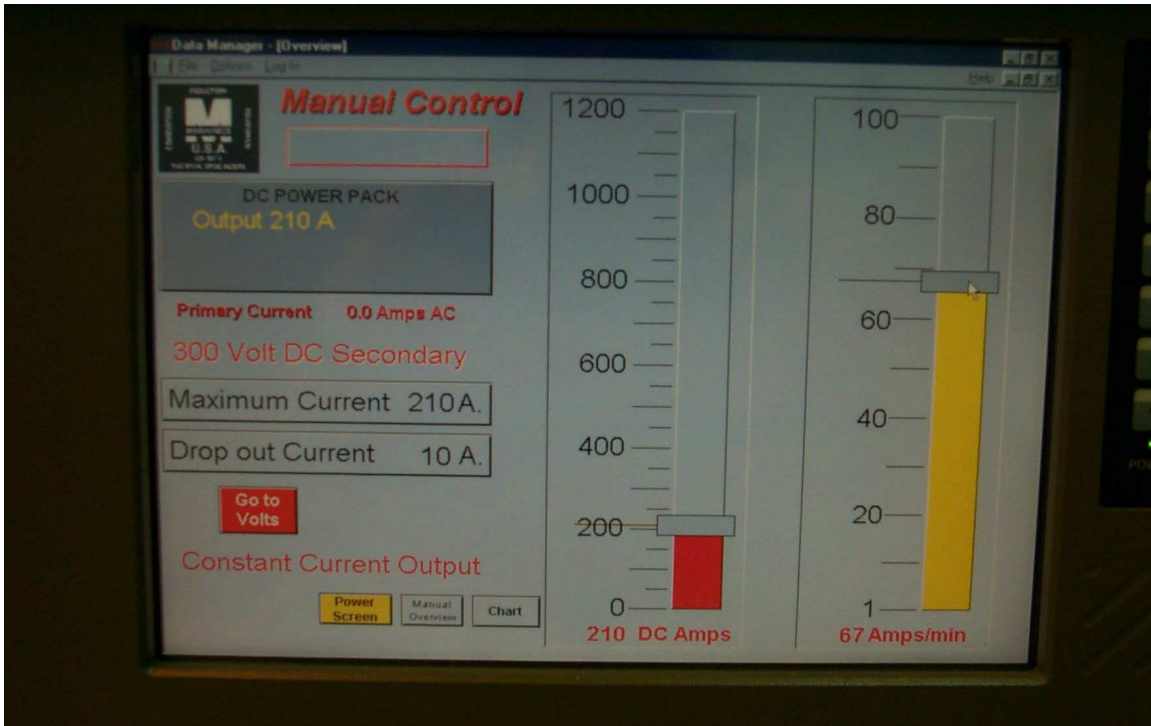 Data Manager - [Overview]
File Options Log In
Help
U.S.A.
Manual Control
DC POWER PACK
Output 210 A
Primary Current 0.0 Amps AC
300 Volt DC Secondary
Maximum Current 210A.
Drop out Current 10 A.
Go to
Volts
Constant Current Output
Power
Screen
Manual
Overview
Chart
1200
1000
800
600
400
200
0
210 DC Amps
100
80
60
40
20
1
67 Amps/min